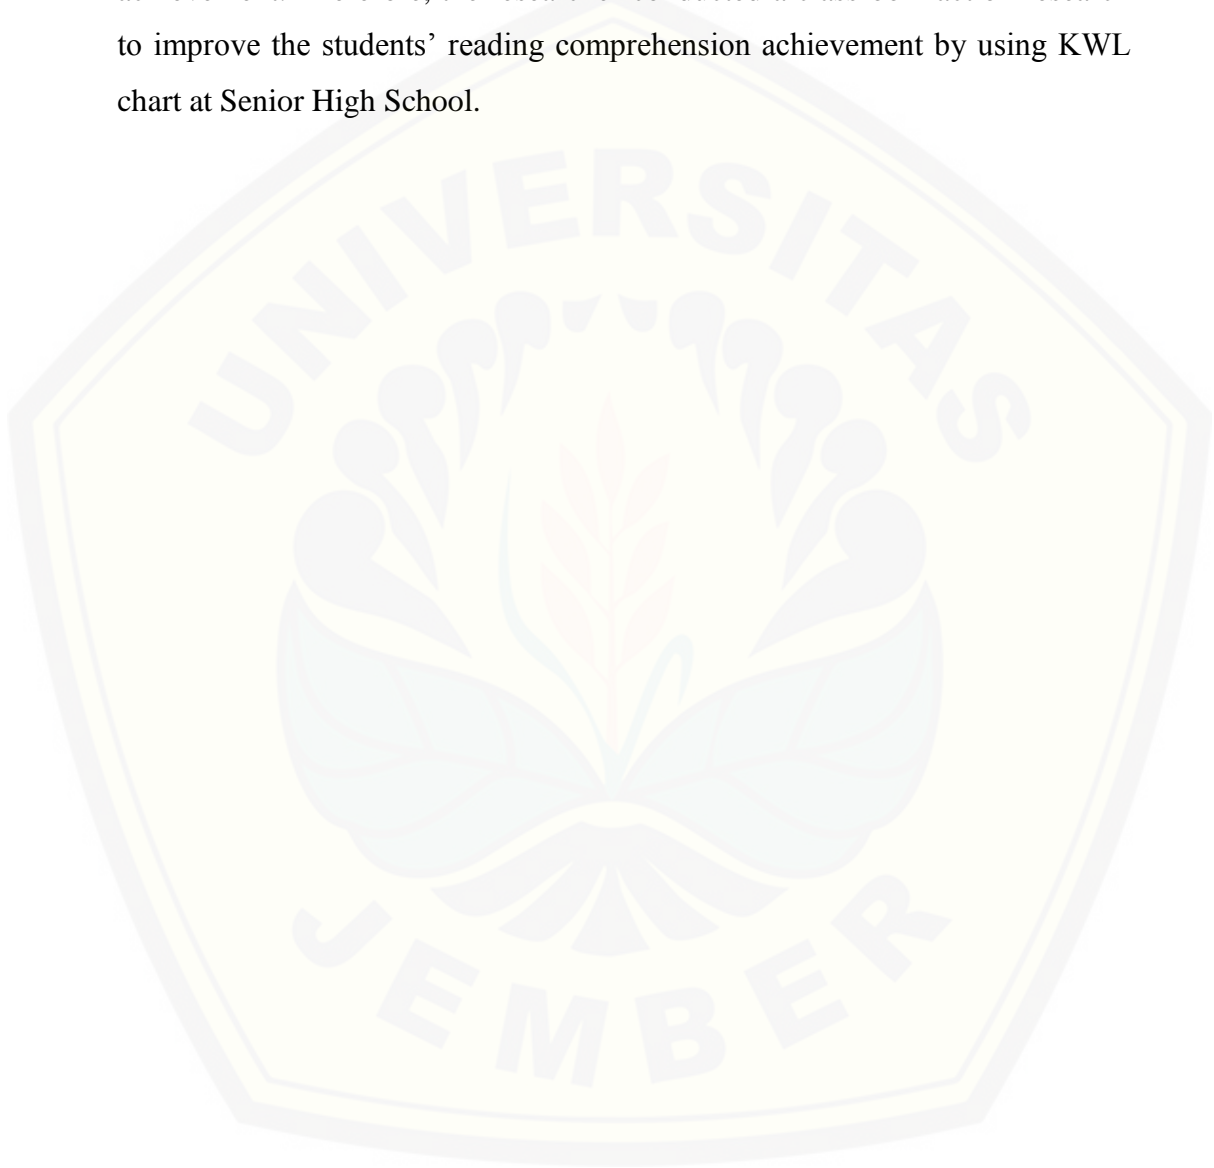 to improve the students’ reading comprehension achievement by using KWL
chart at Senior High School.
UNIVERSITAS
JEMBER